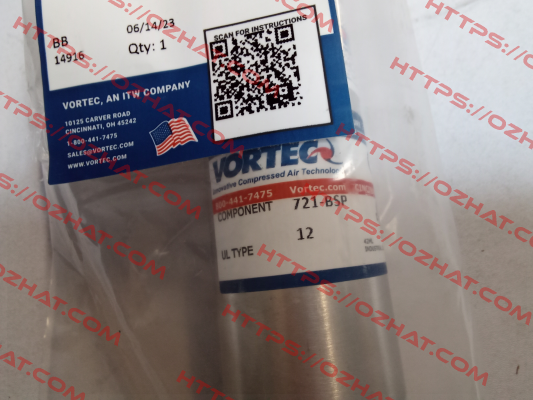 BB
14916
06/14/23
Qty: 1
SCAN FOR INSTRUCTIONS
VORTEC, AN ITW COMPANY
10125 CARVER ROAD
CINCINNATI, OH 45242
1-800-441-7475
SALES@VORTEC.COM
WWW.VORTEC.COM
VORTEC
Compressed Air
800-441-7475 Vortec.com
COMPONENT 721-BSP
UL TYPE 12
HTTPS://OZHAT.COM